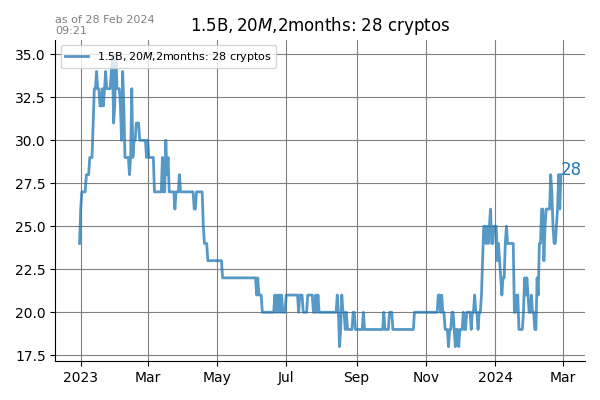 as of 28 Feb 2024
09:21
1.5B, 20M,2months: 28 cryptos
1.5B, 20M,2months: 28 cryptos
35.0
32.5
30.0
27.5
25.0
22.5
20.0
17.5
28
2023
Mar
May
Jul
Sep
Nov
2024
Mar